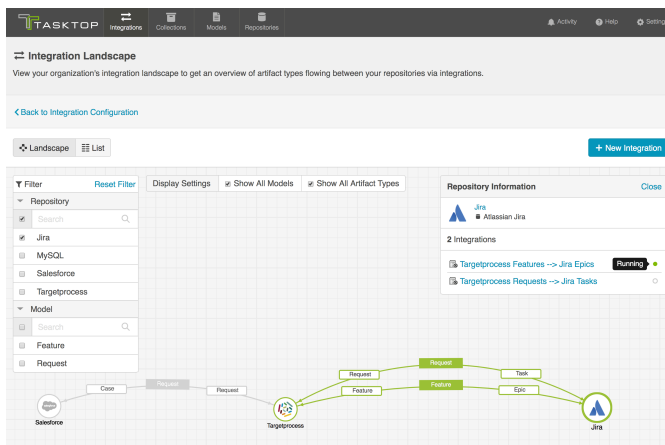 TASKTOP
Integrations
Collections
Models
Repositories
Activity
Help
Setting
Integration Landscape
View your organization's integration landscape to get an overview of artifact types flowing between your repositories via integrations.
Back to Integration Configuration
Landscape
List
+ New Integration
Filter
Reset Filter
Repository
Search
Jira
MySQL
Salesforce
Targetprocess
Model
Search
Feature
Request
Display Settings
Show All Models
Show All Artifact Types
Repository Information
Close
Jira
Atlassian Jira
2 Integrations
Targetprocess Features --> Jira Epics
Running
Targetprocess Requests --> Jira Tasks
Case
Request
Request
Request
Request
Task
Feature
Feature
Epic
Salesforce
Targetprocess
Jira